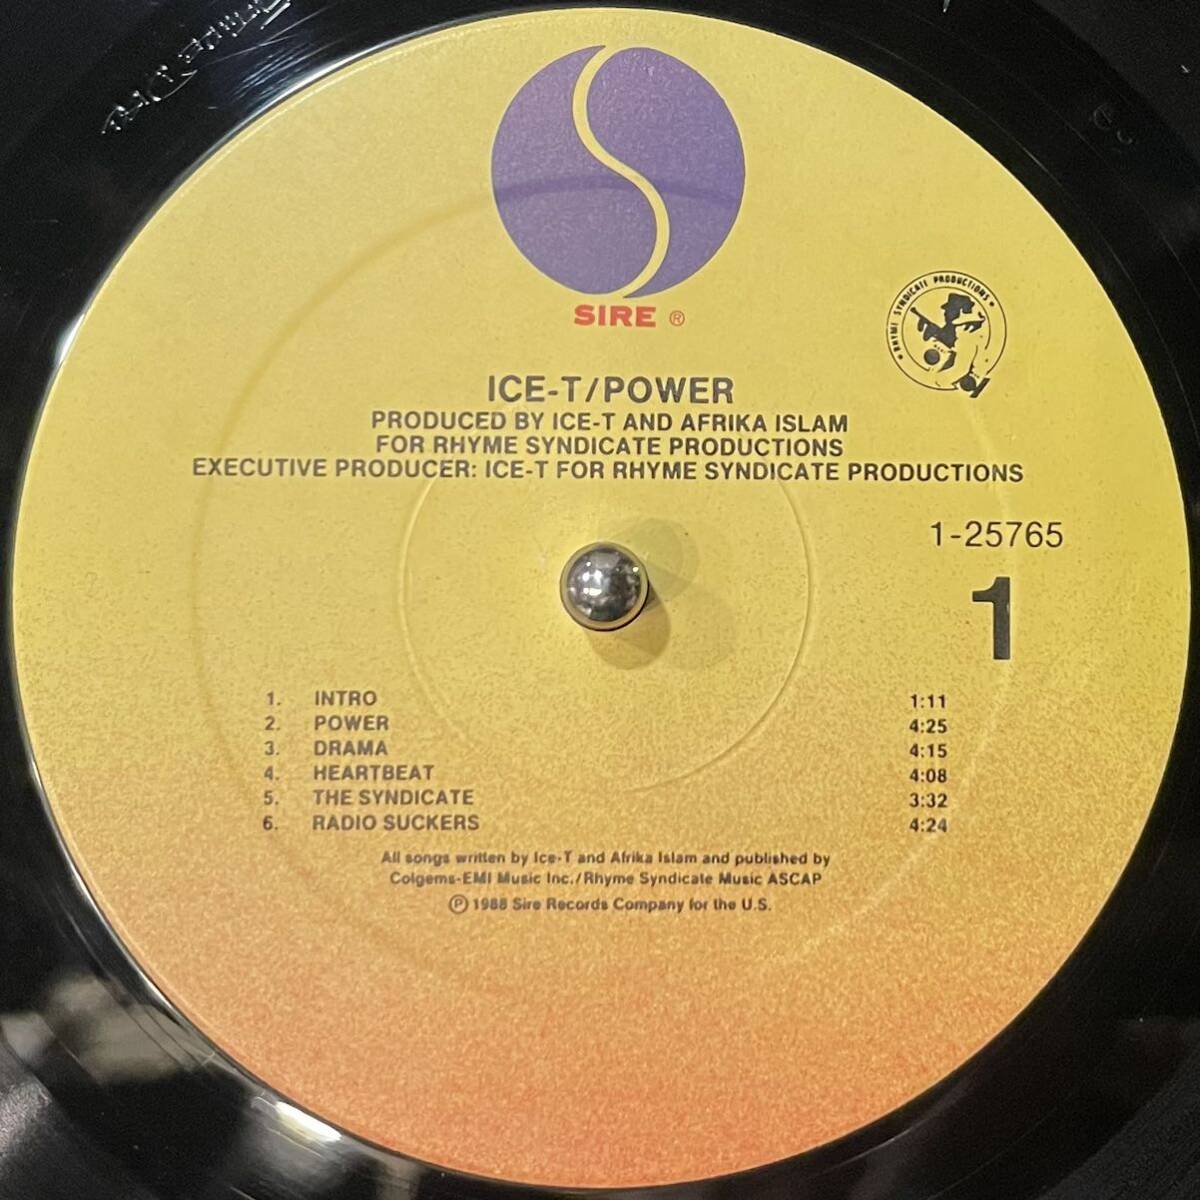 SIRE ®
RHYME SYNDICATE PRODUCTIONS
ICE-T/POWER
PRODUCED BY ICE-T AND AFRIKA ISLAM
FOR RHYME SYNDICATE PRODUCTIONS
EXECUTIVE PRODUCER: ICE-T FOR RHYME SYNDICATE PRODUCTIONS
1-25765
1
1. INTRO 1:11
2. POWER 4:25
3. DRAMA 4:15
4. HEARTBEAT 4:08
5. THE SYNDICATE 3:32
6. RADIO SUCKERS 4:24
All songs written by Ice-T and Afrika Islam and published by
Colgems-EMI Music Inc./Rhyme Syndicate Music ASCAP
℗ 1988 Sire Records Company for the U.S.